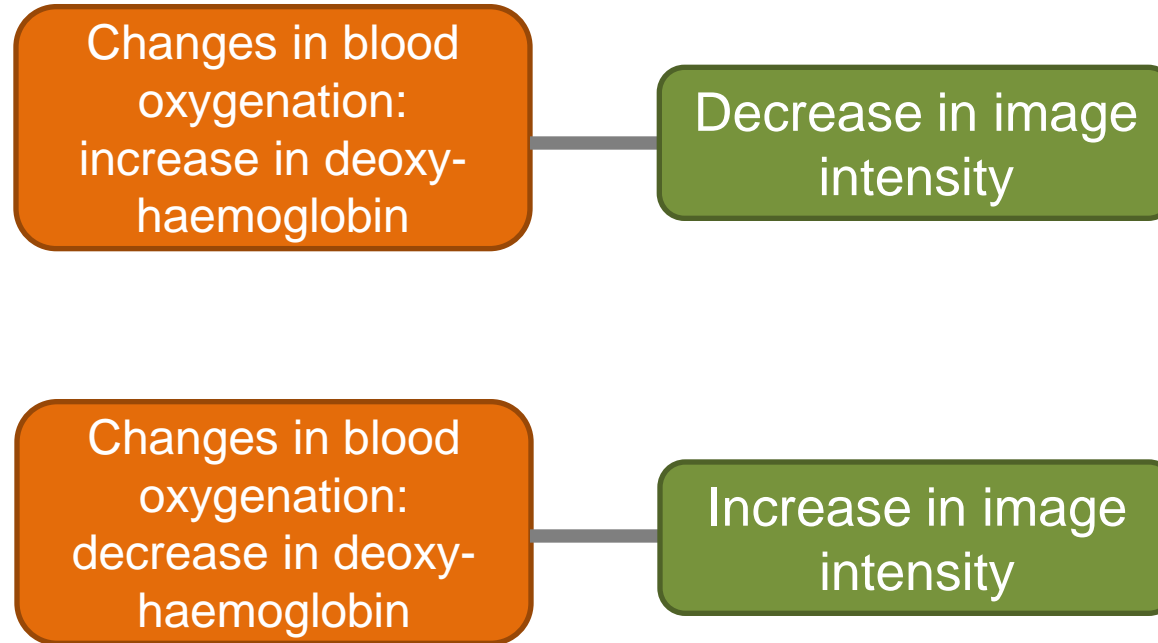 Changes in blood
oxygenation:
increase in deoxy-
haemoglobin
Decrease in image
intensity
Changes in blood
oxygenation:
decrease in deoxy-
haemoglobin
Increase in image
intensity